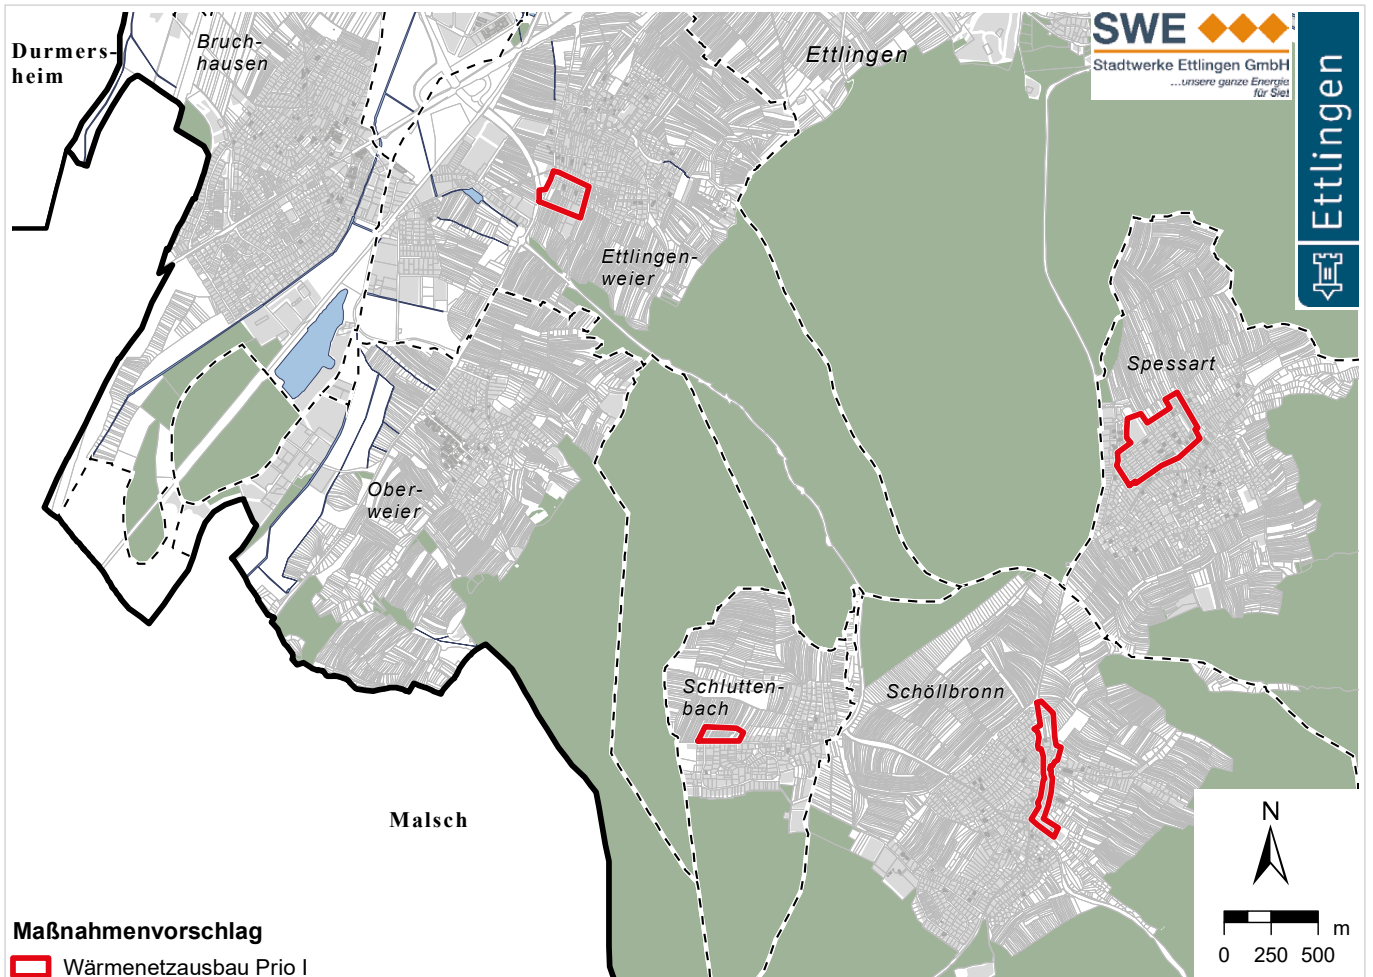 Durmers-
heim
Bruch-
hausen
Ettlingen
SWE
Stadtwerke Ettlingen GmbH
...unsere ganze Energie
für Sie!
Ettlingen
Ettlingen-
weier
Spessart
Ober-
weier
Schlutten-
bach
Schöllbronn
Malsch
N
m
0 250 500
Maßnahmenvorschlag
Wärmenetzausbau Prio I